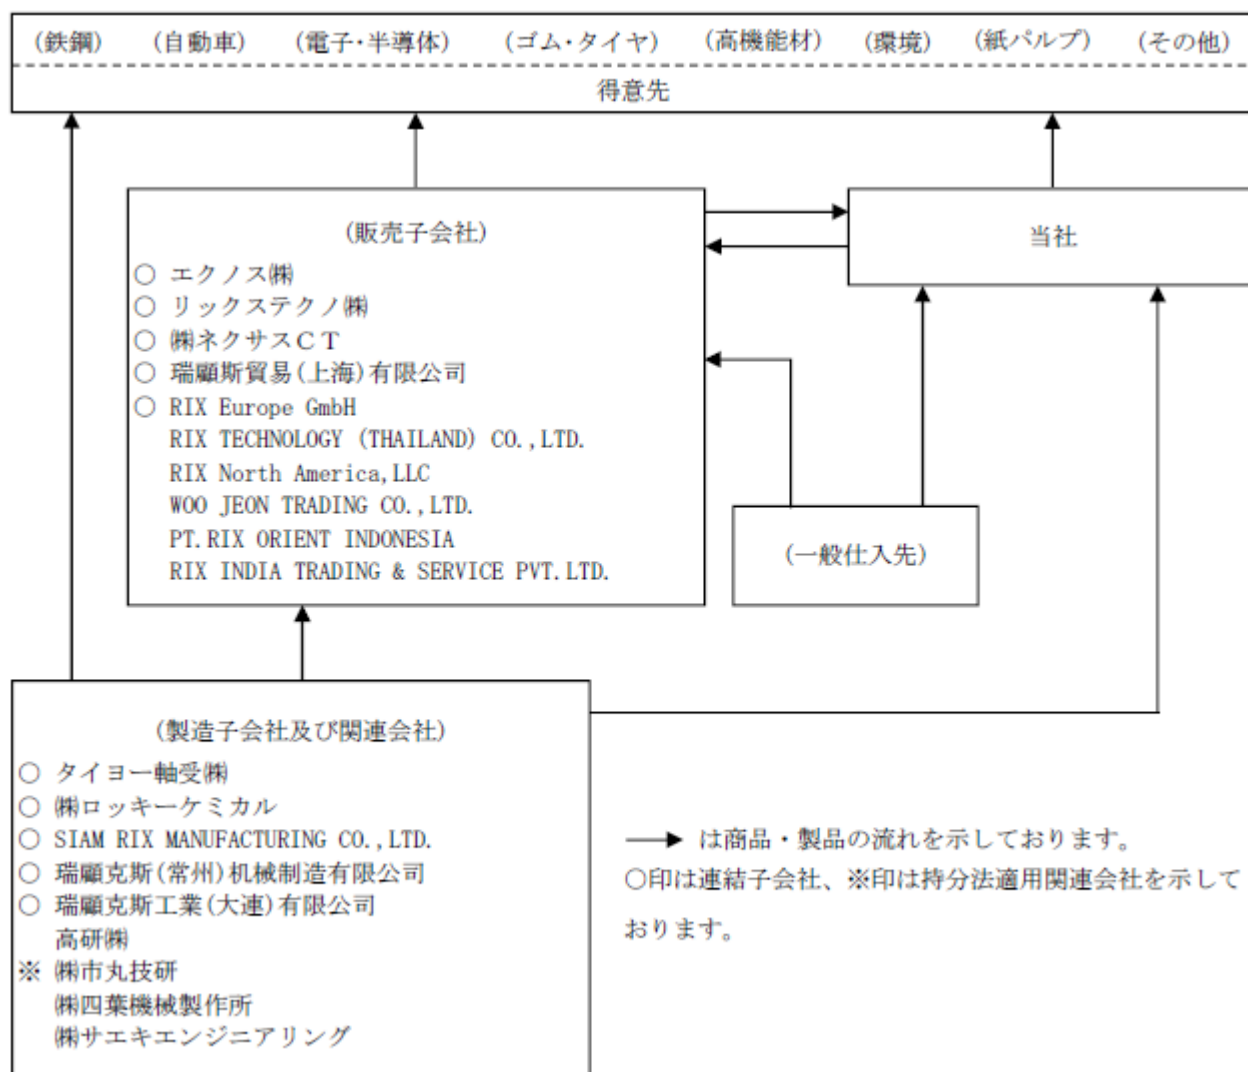 (鉄鋼) (自動車) (電子・半導体) (ゴム・タイヤ) (高機能材) (環境) (紙パルプ) (その他)
得意先
(販売子会社)
○ エクノス㈱
○ リックステクノ㈱
○ ㈱ネクサスCT
○ 瑞顧斯貿易(上海)有限公司
○ RIX Europe GmbH
RIX TECHNOLOGY (THAILAND) CO.,LTD.
RIX North America,LLC
WOO JEON TRADING CO.,LTD.
PT.RIX ORIENT INDONESIA
RIX INDIA TRADING & SERVICE PVT.LTD.
当社
(一般仕入先)
(製造子会社及び関連会社)
○ タイヨー軸受㈱
○ ㈱ロッキーケミカル
○ SIAM RIX MANUFACTURING CO.,LTD.
○ 瑞顧克斯(常州)机械制造有限公司
○ 瑞顧克斯工業(大連)有限公司
高研㈱
※ ㈱市丸技研
㈱四葉機械製作所
㈱サエキエンジニアリング
→ は商品・製品の流れを示しております。
○印は連結子会社、※印は持分法適用関連会社を示して
おります。